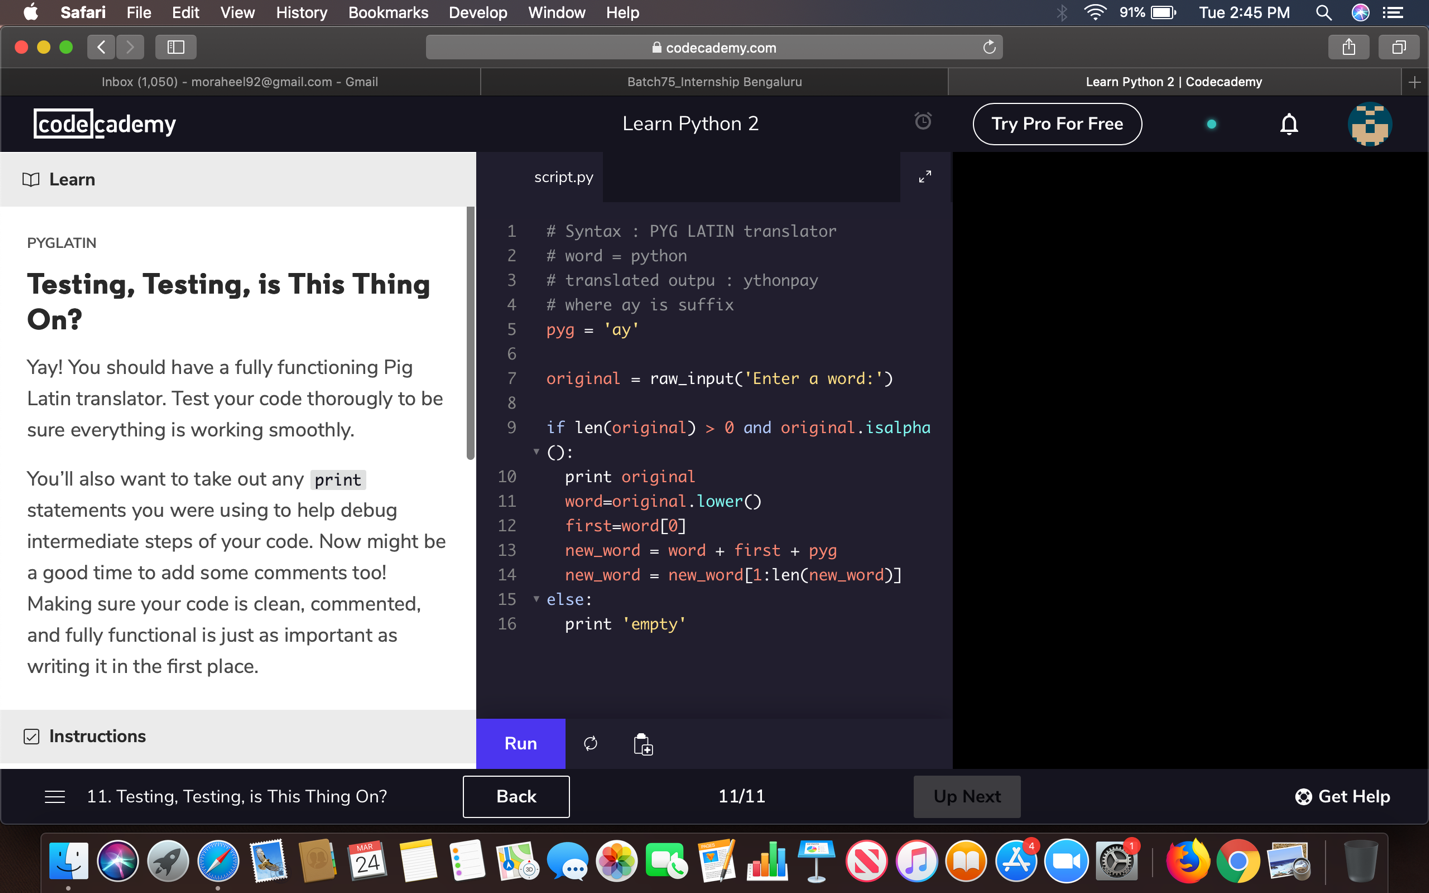 Safari File Edit View History Bookmarks Develop Window Help 91% Tue 2:45 PM
codecademy.com
Inbox (1,050) - moraheel92@gmail.com - Gmail
Batch75_Internship Bengaluru
Learn Python 2 | Codecademy
codecademy
Learn Python 2
Try Pro For Free
Learn
PYGLATIN
Testing, Testing, is This Thing
On?
Yay! You should have a fully functioning Pig
Latin translator. Test your code thorougly to be
sure everything is working smoothly.
You'll also want to take out any print
statements you were using to help debug
intermediate steps of your code. Now might be
a good time to add some comments too!
Making sure your code is clean, commented,
and fully functional is just as important as
writing it in the first place.
Instructions
script.py
1 # Syntax : PYG LATIN translator
2 # word = python
3 # translated outpu : ythonpay
4 # where ay is suffix
5 pyg = 'ay'
6
7 original = raw_input('Enter a word:')
8
9 if len(original) > 0 and original.isalpha
():
10 print original
11 word=original.lower()
12 first=word[0]
13 new_word = word + first + pyg
14 new_word = new_word[1:len(new_word)]
15 else:
16 print 'empty'
Run
11. Testing, Testing, is This Thing On?
Back
11/11
Up Next
Get Help
MAR
24
3D
4
1